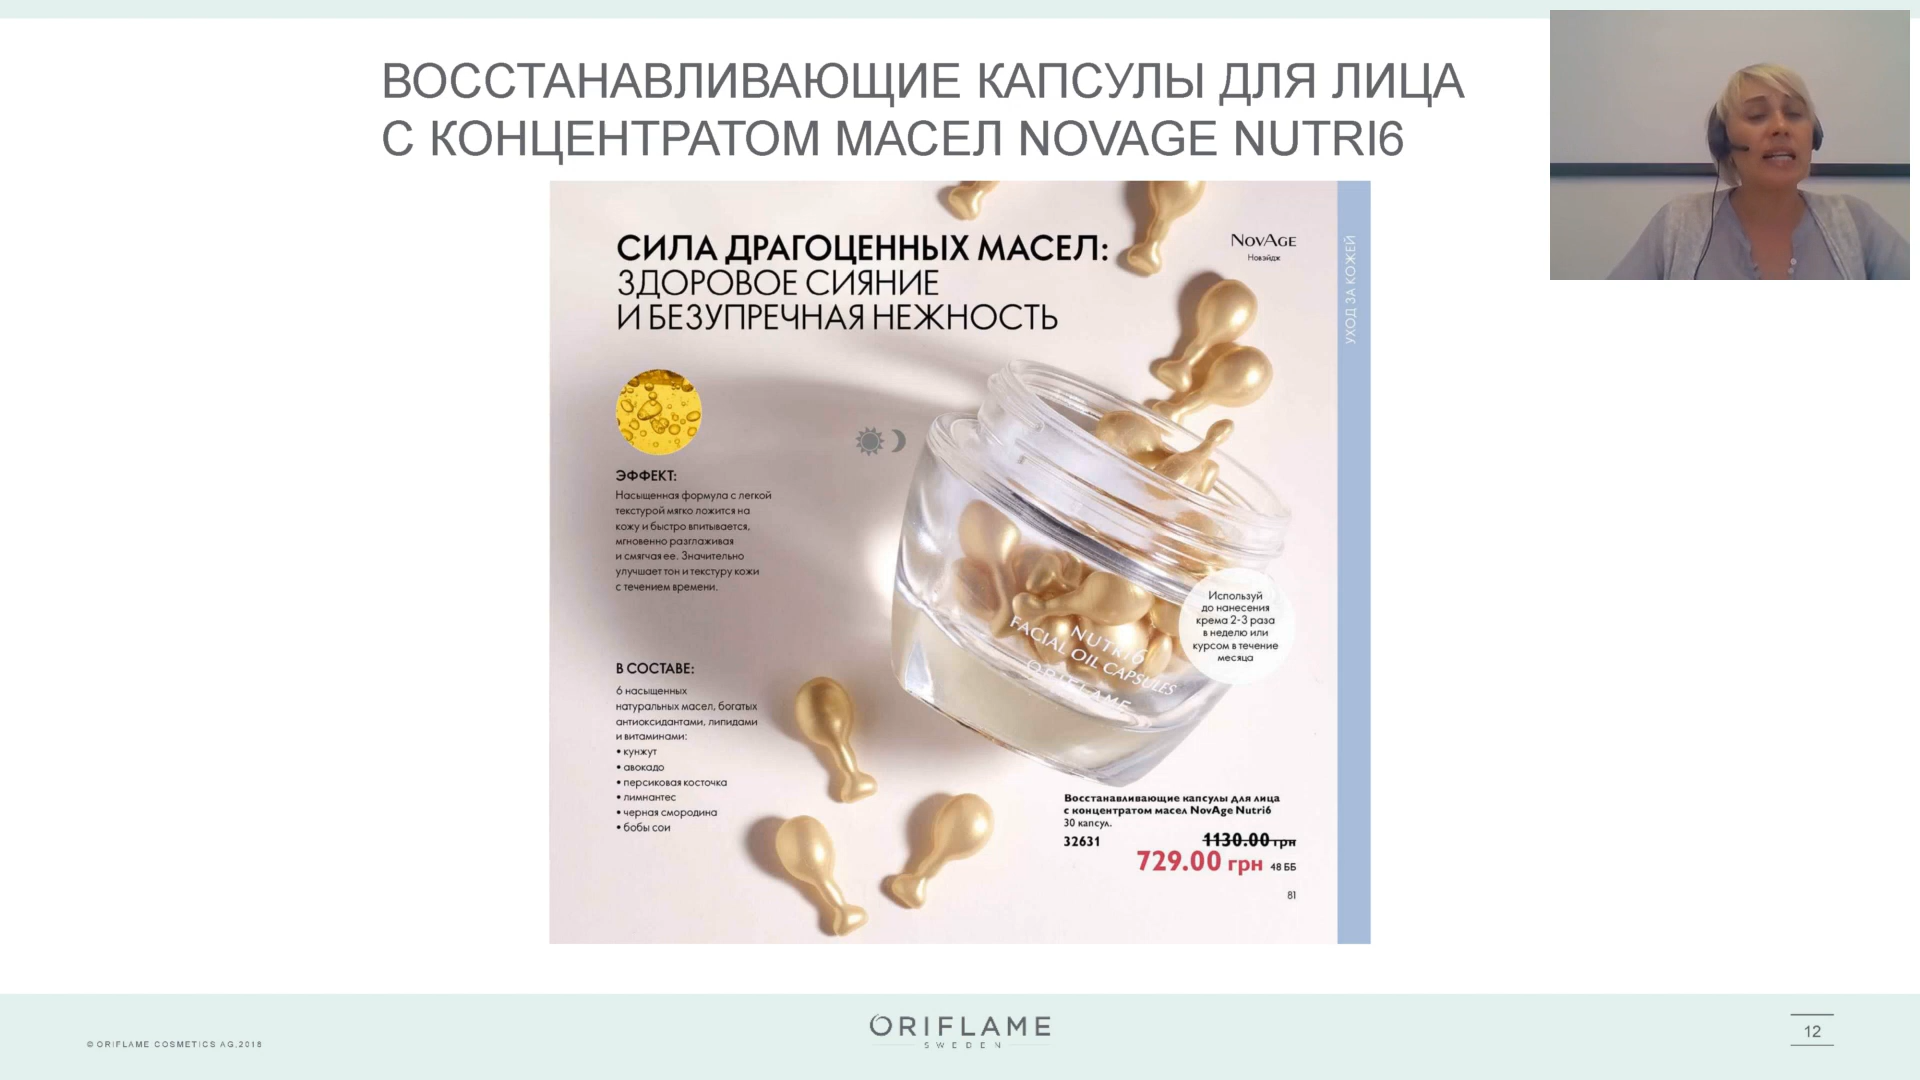 ВОССТАНАВЛИВАЮЩИЕ КАПСУЛЫ ДЛЯ ЛИЦА
С КОНЦЕНТРАТОМ МАСЕЛ NOVAGE NUTRI6
СИЛА ДРАГОЦЕННЫХ МАСЕЛ:
ЗДОРОВОЕ СИЯНИЕ
И БЕЗУПРЕЧНАЯ НЕЖНОСТЬ
NOVAGE
Новэйдж
УХОД ЗА КОЖЕЙ
ЭФФЕКТ:
Насыщенная формула с легкой
текстурой мягко ложится на
кожу и быстро впитывается,
мгновенно разглаживая
и смягчая ее. Значительно
улучшает тон и текстуру кожи
с течением времени.
В СОСТАВЕ:
6 насыщенных
натуральных масел, богатых
антиоксидантами, липидами
и витаминами:
• кунжут
• авокадо
• персиковая косточка
• лимнантес
• черная смородина
• бобы сои
NUTRI6
FACIAL OIL CAPSULES
ORIFLAME
Используй
до нанесения
крема 2-3 раза
в неделю или
курсом в течение
месяца
Восстанавливающие капсулы для лица
с концентратом масел NovAge Nutri6
30 капсул.
32631 1130.00 грн
729.00 грн 48 ББ
81
© ORIFLAME COSMETICS AG,2018
ORIFLAME
SWEDEN
12